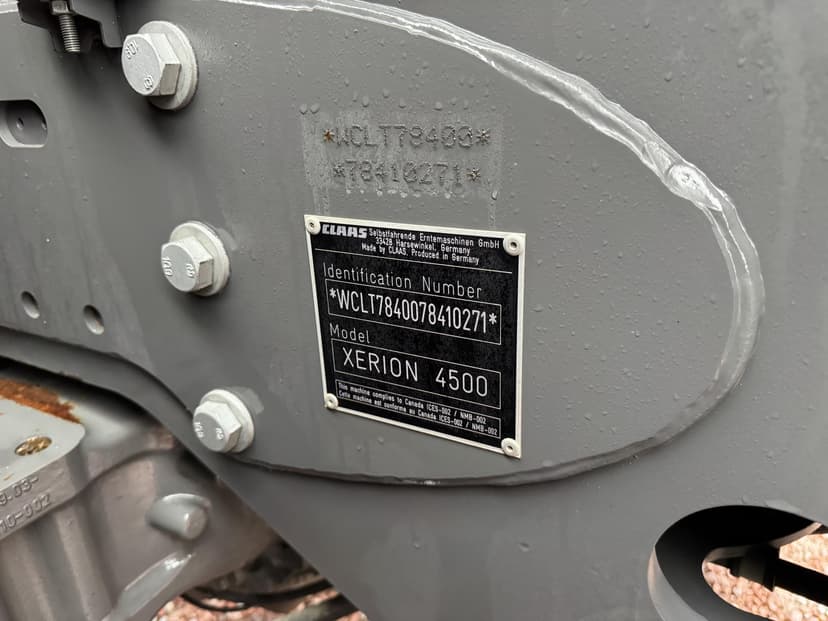 *WCLT78400*
*78410271*
CLAAS Selbstfahrende Erntemaschinen GmbH
33428 Harsewinkel, Germany
Made by CLAAS, Produced in Germany
Identification Number
*WCLT7840078410271*
Model
XERION 4500
This machine complies to Canada ICES-002 / NMB-002
Cette machine est conforme au Canada ICES-002 / NMB-002
10-002